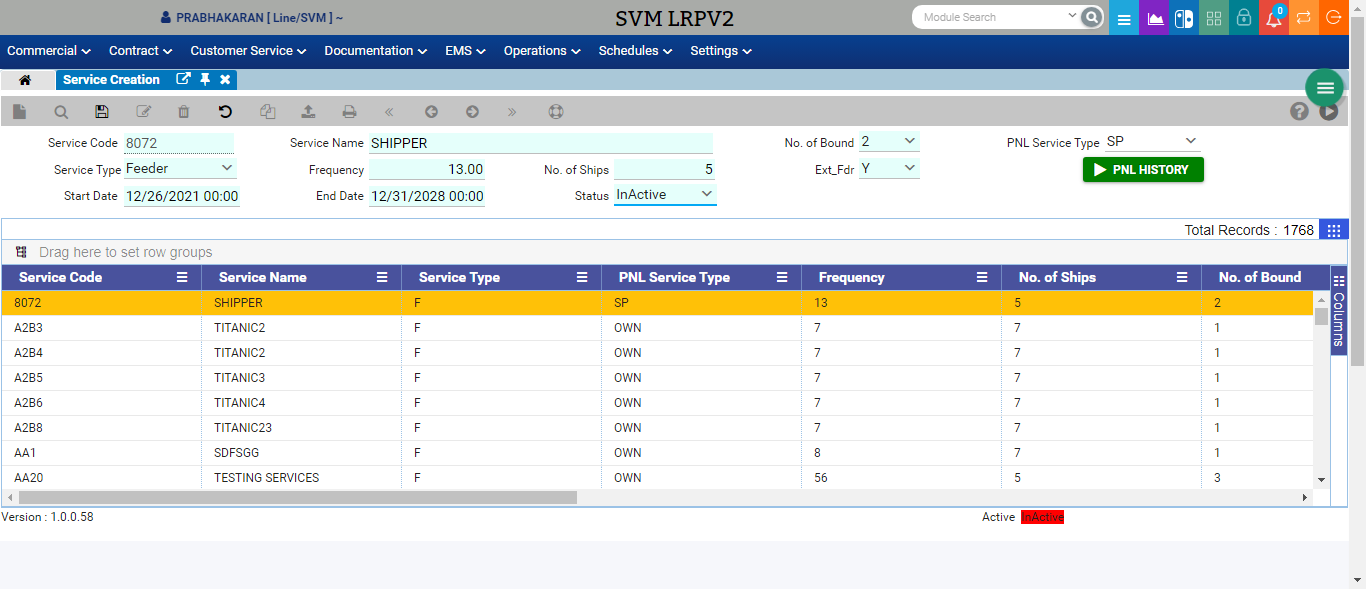 PRABHAKARAN [ Line/SVM ] ~ SVM LRPV2 Module Search 0
Commercial Contract Customer Service Documentation EMS Operations Schedules Settings
Service Creation
Service Code 8072 Service Name SHIPPER No. of Bound 2 PNL Service Type SP
Service Type Feeder Frequency 13.00 No. of Ships 5 Ext_Fdr Y PNL HISTORY
Start Date 12/26/2021 00:00 End Date 12/31/2028 00:00 Status InActive
Total Records : 1768
Drag here to set row groups
Service Code Service Name Service Type PNL Service Type Frequency No. of Ships No. of Bound
8072 SHIPPER F SP 13 5 2
A2B3 TITANIC2 F OWN 7 7 1
A2B4 TITANIC2 F OWN 7 7 1
A2B5 TITANIC3 F OWN 7 7 1
A2B6 TITANIC4 F OWN 7 7 1
A2B8 TITANIC23 F OWN 7 7 1
AA1 SDFSGG F OWN 8 7 1
AA20 TESTING SERVICES F OWN 56 5 3
Columns
Version : 1.0.0.58 Active InActive